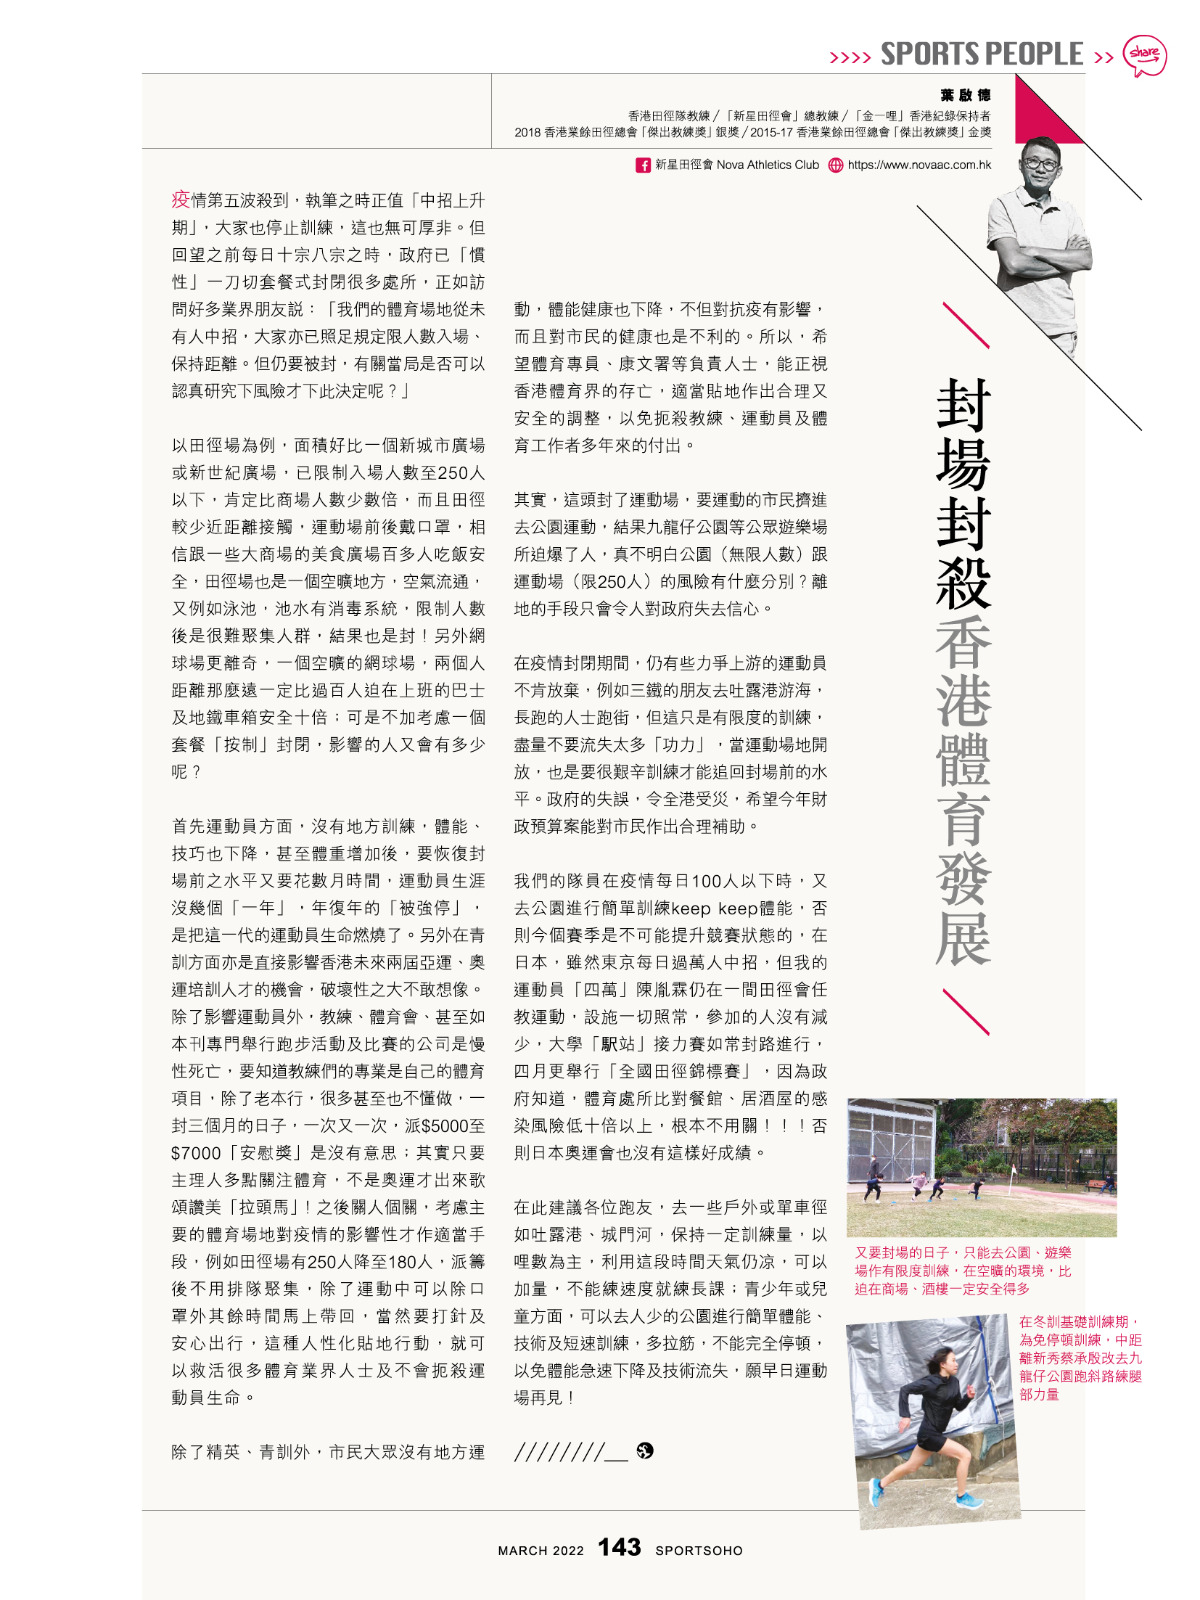 >>>> SPORTS PEOPLE >> share
葉啟德
香港田徑隊教練 / 「新星田徑會」總教練 / 「金一哩」香港紀錄保持者
2018 香港業餘田徑總會「傑出教練獎」銀獎 / 2015-17 香港業餘田徑總會「傑出教練獎」金獎
新星田徑會 Nova Athletics Club https://www.novaac.com.hk
封場封殺香港體育發展
疫情第五波殺到，執筆之時正值「中招上升
期」，大家也停止訓練，這也無可厚非。但
回望之前每日十宗八宗之時，政府已「慣
性」一刀切套餐式封閉很多處所，正如訪
問好多業界朋友説：「我們的體育場地從未
有人中招，大家亦已照足規定限人數入場、
保持距離。但仍要被封，有關當局是否可以
認真研究下風險才下此決定呢？」
以田徑場為例，面積好比一個新城市廣場
或新世紀廣場，已限制入場人數至250人
以下，肯定比商場人數少數倍，而且田徑
較少近距離接觸，運動場前後戴口罩，相
信跟一些大商場的美食廣場百多人吃飯安
全，田徑場也是一個空曠地方，空氣流通，
又例如泳池，池水有消毒系統，限制人數
後是很難聚集人群，結果也是封！另外網
球場更離奇，一個空曠的網球場，兩個人
距離那麼遠一定比過百人迫在上班的巴士
及地鐵車箱安全十倍；可是不加考慮一個
套餐「按制」封閉，影響的人又會有多少
呢？
首先運動員方面，沒有地方訓練，體能、
技巧也下降，甚至體重增加後，要恢復封
場前之水平又要花數月時間，運動員生涯
沒幾個「一年」，年復年的「被強停」，
是把這一代的運動員生命燃燒了。另外在青
訓方面亦是直接影響香港未來兩屆亞運、奧
運培訓人才的機會，破壞性之大不敢想像。
除了影響運動員外，教練、體育會、甚至如
本刊專門舉行跑步活動及比賽的公司是慢
性死亡，要知道教練們的專業是自己的體育
項目，除了老本行，很多甚至也不懂做，一
封三個月的日子，一次又一次，派$5000至
$7000「安慰獎」是沒有意思；其實只要
主理人多點關注體育，不是奧運才出來歌
頌讚美「拉頭馬」！之後關人個關，考慮主
要的體育場地對疫情的影響性才作適當手
段，例如田徑場有250人降至180人，派籌
後不用排隊聚集，除了運動中可以除口
罩外其餘時間馬上帶回，當然要打針及
安心出行，這種人性化貼地行動，就可
以救活很多體育業界人士及不會扼殺運
動員生命。
除了精英、青訓外，市民大眾沒有地方運
動，體能健康也下降，不但對抗疫有影響，
而且對市民的健康也是不利的。所以，希
望體育專員、康文署等負責人士，能正視
香港體育界的存亡，適當貼地作出合理又
安全的調整，以免扼殺教練、運動員及體
育工作者多年來的付出。
其實，這頭封了運動場，要運動的市民擠進
去公園運動，結果九龍仔公園等公眾遊樂場
所迫爆了人，真不明白公園（無限人數）跟
運動場（限250人）的風險有什麼分別？離
地的手段只會令人對政府失去信心。
在疫情封閉期間，仍有些力爭上游的運動員
不肯放棄，例如三鐵的朋友去吐露港游海，
長跑的人士跑街，但這只是有限度的訓練，
盡量不要流失太多「功力」，當運動場地開
放，也是要很艱辛訓練才能追回封場前的水
平。政府的失誤，令全港受災，希望今年財
政預算案能對市民作出合理補助。
我們的隊員在疫情每日100人以下時，又
去公園進行簡單訓練keep keep體能，否
則今個賽季是不可能提升競賽狀態的，在
日本，雖然東京每日過萬人中招，但我的
運動員「四萬」陳胤霖仍在一間田徑會任
教運動，設施一切照常，參加的人沒有減
少，大學「駅站」接力賽如常封路進行，
四月更舉行「全國田徑錦標賽」，因為政
府知道，體育處所比對餐館、居酒屋的感
染風險低十倍以上，根本不用關！！！否
則日本奧運會也沒有這樣好成績。
在此建議各位跑友，去一些戶外或單車徑
如吐露港、城門河，保持一定訓練量，以
哩數為主，利用這段時間天氣仍凉，可以
加量，不能練速度就練長課；青少年或兒
童方面，可以去人少的公園進行簡單體能、
技術及短速訓練，多拉筋，不能完全停頓，
以免體能急速下降及技術流失，願早日運動
場再見！
////////__
又要封場的日子，只能去公園、遊樂
場作有限度訓練，在空曠的環境，比
迫在商場、酒樓一定安全得多
在冬訓基礎訓練期，
為免停頓訓練，中距
離新秀蔡承殷改去九
龍仔公園跑斜路練腿
部力量
MARCH 2022 143 SPORTSOHO